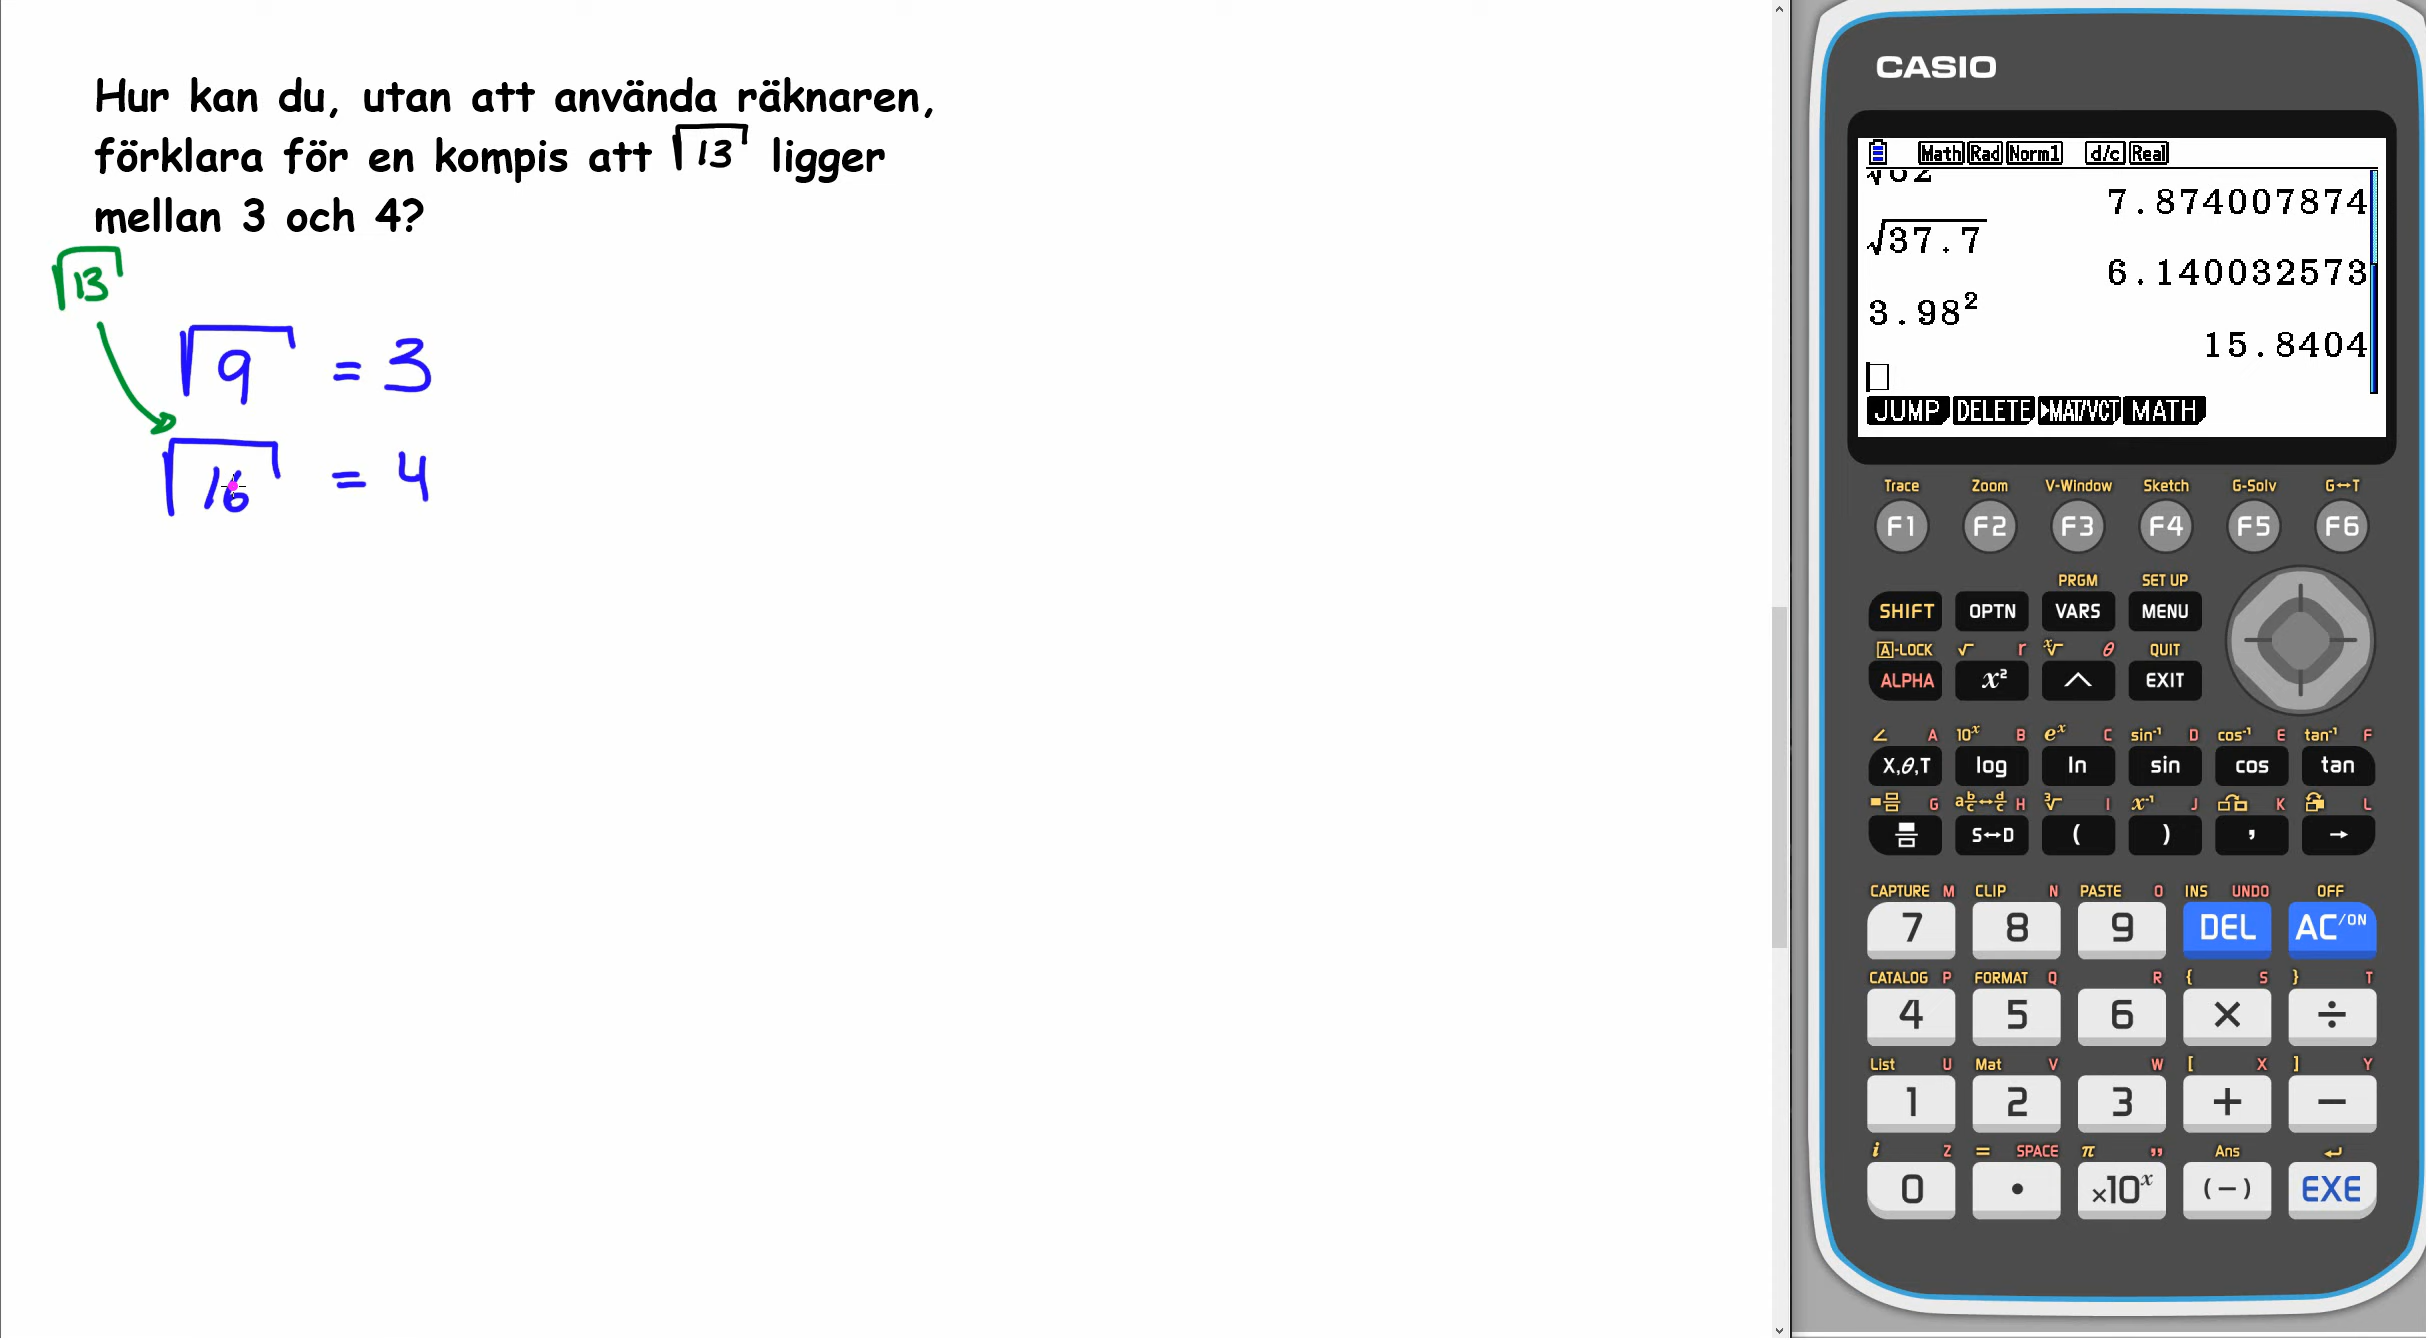 Hur kan du, utan att använda räknaren,
förklara för en kompis att √13 ligger
mellan 3 och 4?
√13
√9 = 3
√16 = 4
CASIO
Math Rad Norm1 d/c Real
√62
7.874007874
√37.7
6.140032573
3.98²
15.8404
JUMP DELETE ▶MAT/VCT MATH
Trace Zoom V-Window Sketch G-Solv G↔T
F1 F2 F3 F4 F5 F6
PRGM SET UP
SHIFT OPTN VARS MENU
A-LOCK √ r ˣ√ θ QUIT
ALPHA x² ^ EXIT
∠ A 10ˣ B eˣ C sin⁻¹ D cos⁻¹ E tan⁻¹ F
X,θ,T log ln sin cos tan
G a b/c↔d/c H ³√ I x⁻¹ J K L
S↔D ( ) , →
CAPTURE M CLIP N PASTE O INS UNDO OFF
7 8 9 DEL AC/ON
CATALOG P FORMAT Q R { S } T
4 5 6 × ÷
List U Mat V W [ X ] Y
1 2 3 + −
i Z = SPACE π " Ans ↵
0 • ×10ˣ (−) EXE